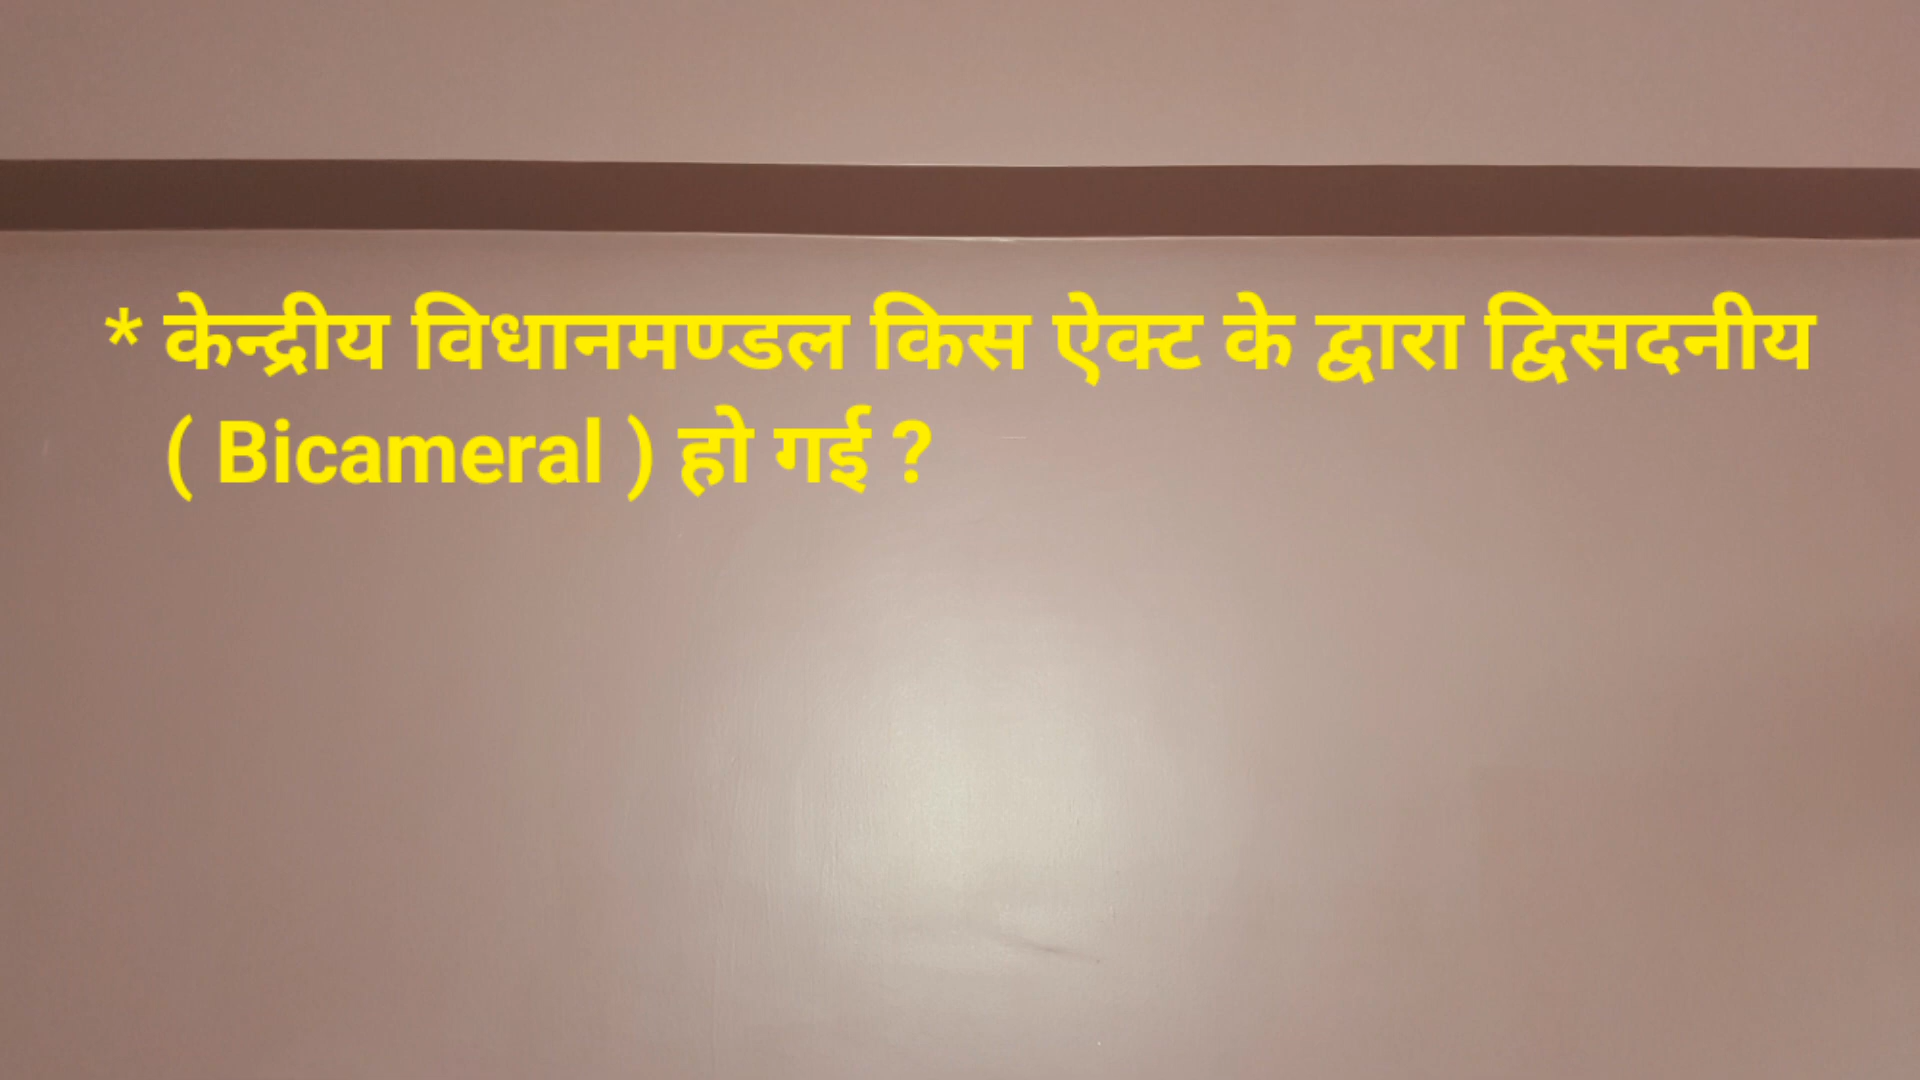 * केन्द्रीय विधानमण्डल किस ऐक्ट के द्वारा द्विसदनीय
( Bicameral ) हो गई ?